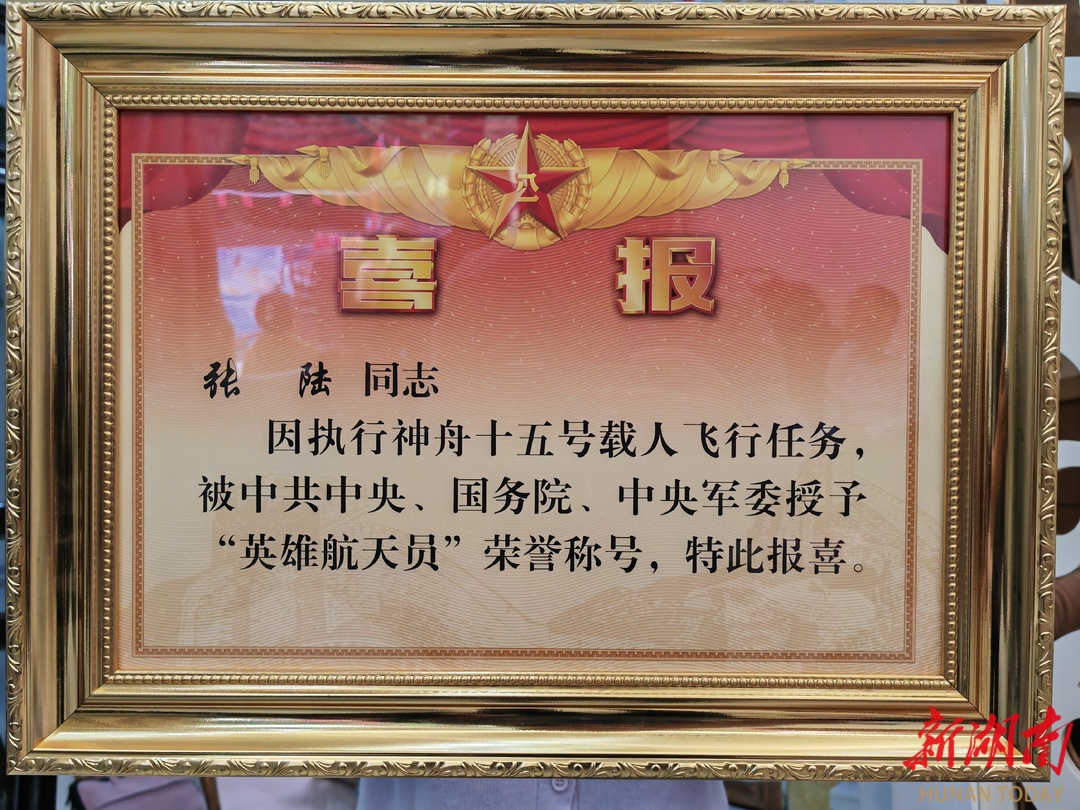 喜 报
张 陆 同志
因执行神舟十五号载人飞行任务，
被中共中央、国务院、中央军委授予
“英雄航天员”荣誉称号，特此报喜。
新湖南
HUNAN TODAY